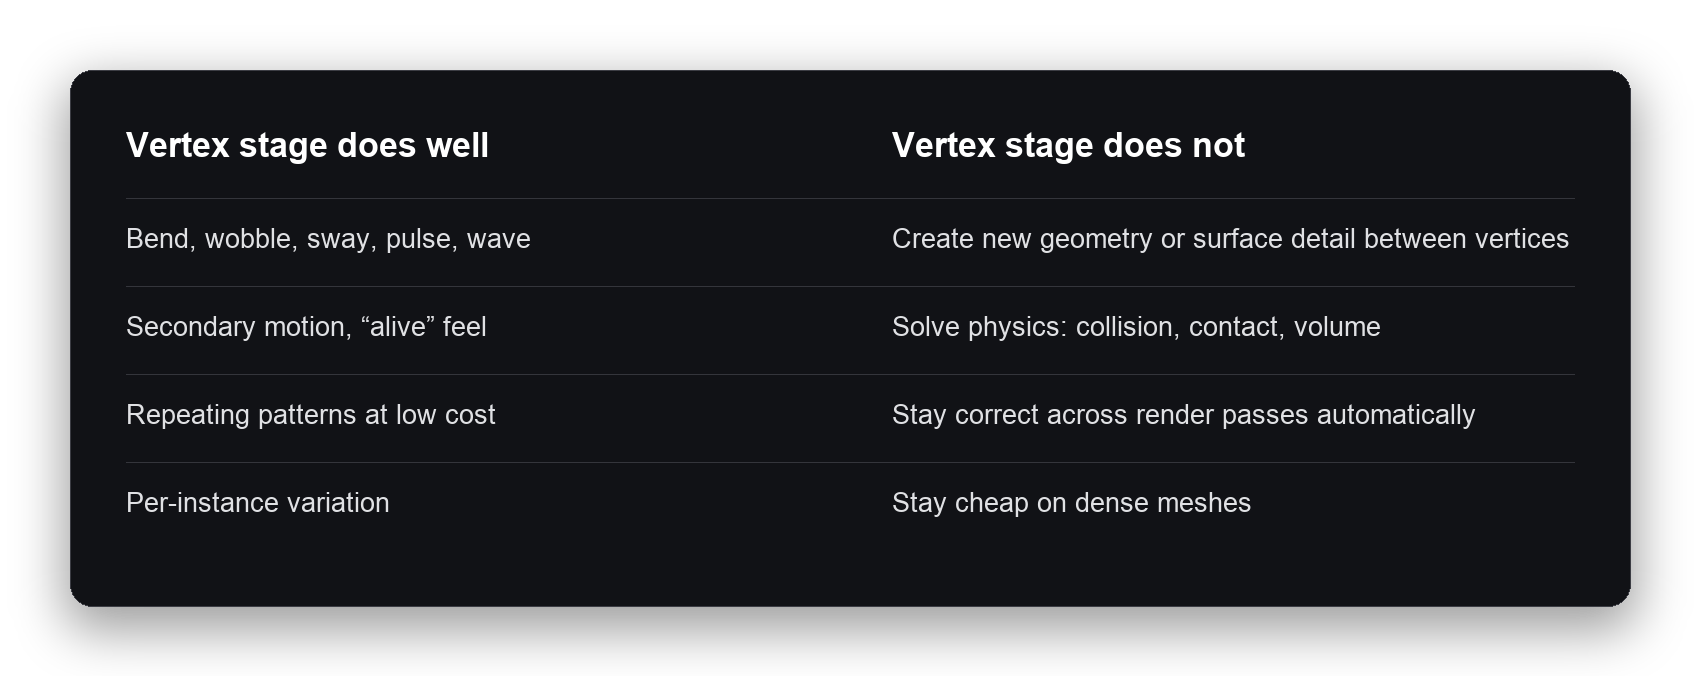 Vertex stage does well
Vertex stage does not
Bend, wobble, sway, pulse, wave
Create new geometry or surface detail between vertices
Secondary motion, “alive” feel
Solve physics: collision, contact, volume
Repeating patterns at low cost
Stay correct across render passes automatically
Per-instance variation
Stay cheap on dense meshes